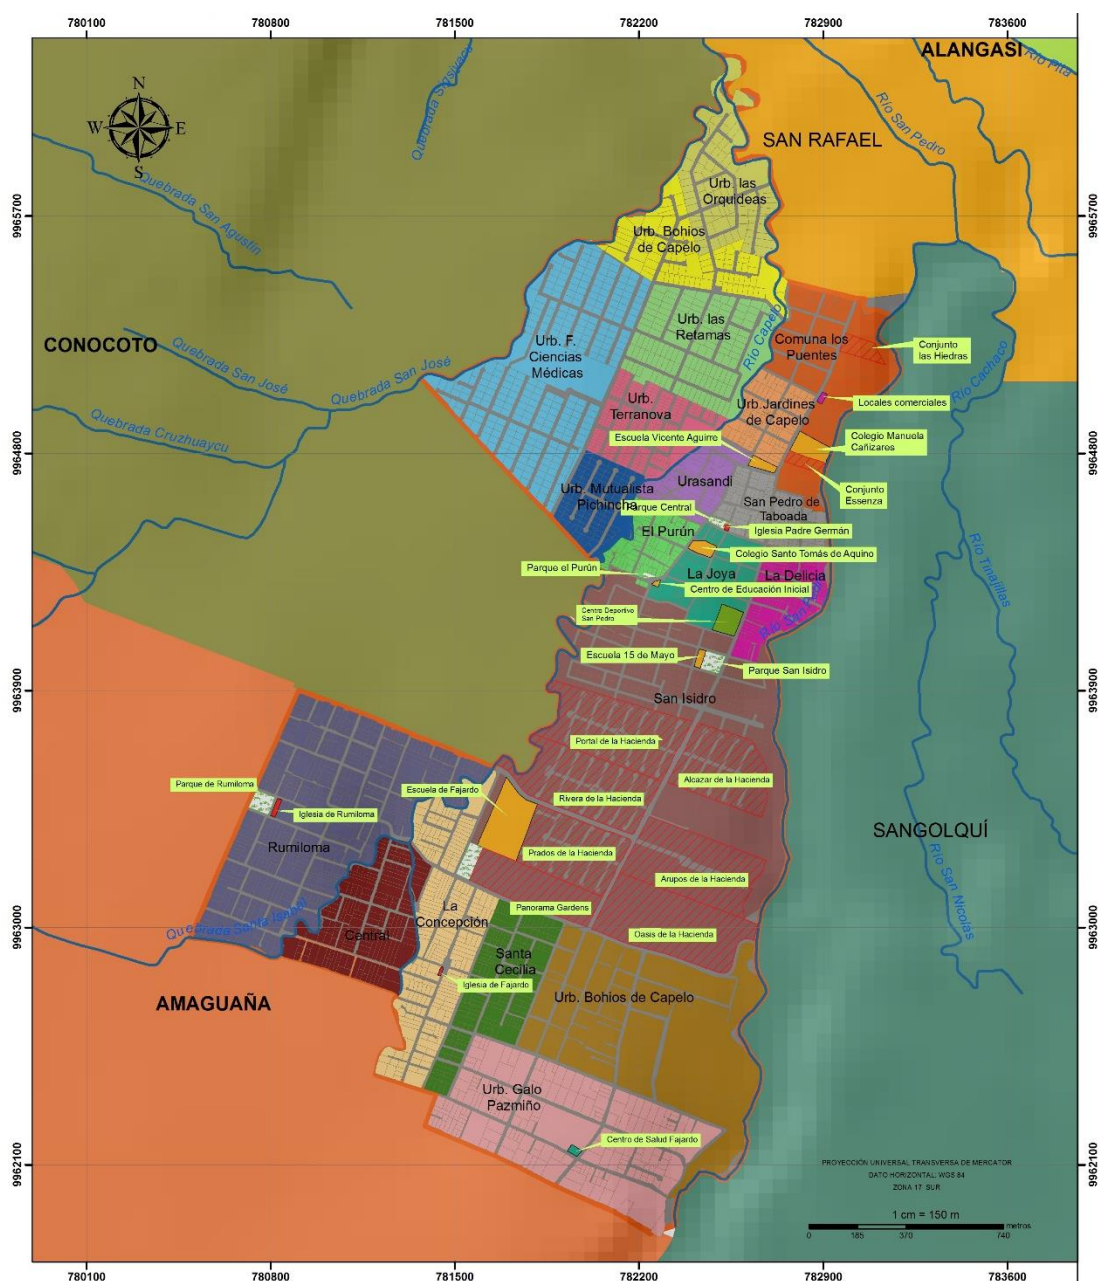 780100
780800
781500
782200
782900
783600
ALANGASI
Río Pita
N
W
E
S
Quebrada San Agustín
Río San Pedro
SAN RAFAEL
9965700
9965700
Urb. las
Orquideas
Urb. Bohios
de Capelo
Urb. las
Retamas
Río Capelo
Comuna los
Puentes
Conjunto
las Hiedras
Urb. F.
Ciencias
Médicas
CONOCOTO
Quebrada San José
Quebrada San José
Río Cachaco
Urb.
Terranova
Urb.Jardines
de Capelo
Locales comerciales
Quebrada Cruzhuaycu
Escuela Vicente Aguirre
Colegio Manuela
Cañizares
9964800
9964800
Urasandi
Urb. Mutualista
Pichincha
Conjunto
Essenza
San Pedro de
Taboada
Parque Central
El Purún
Iglesia Padre Germán
Colegio Santo Tomás de Aquino
Parque el Purún
La Joya
La Delicia
Centro de Educación Inicial
Río Tinajillas
Centro Deportivo
San Pedro
Escuela 15 de Mayo
Parque San Isidro
9963900
9963900
San Isidro
Portal de la Hacienda
Alcazar de la Hacienda
Parque de Rumiloma
Escuela de Fajardo
Rivera de la Hacienda
Iglesia de Rumiloma
SANGOLQUÍ
Rumiloma
Prados de la Hacienda
Arupos de la Hacienda
Río San Nicolas
La
Concepción
Panorama Gardens
9963000
9963000
Central
Oasis de la Hacienda
Santa
Cecilia
Iglesia de Fajardo
AMAGUAÑA
Urb. Bohios de Capelo
Urb. Galo
Pazmiño
Centro de Salud Fajardo
9962100
9962100
PROYECCIÓN UNIVERSAL TRANSVERSA DE MERCATOR
DATO HORIZONTAL: WGS 84
ZONA 17 SUR
1 cm = 150 m
metros
0
185
370
740
780100
780800
781500
782200
782900
783600